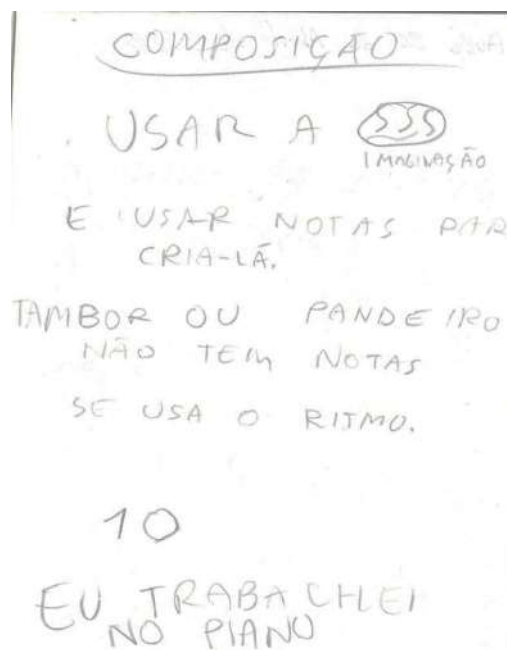 COMPOSIÇÃO
USAR A
IMAGINAÇÃO
E USAR NOTAS PAR
CRIA-LÁ.
TAMBOR OU PANDEIRO
NÃO TEM NOTAS
SE USA O RITMO.
10
EU TRABACHLEI
NO PIANO